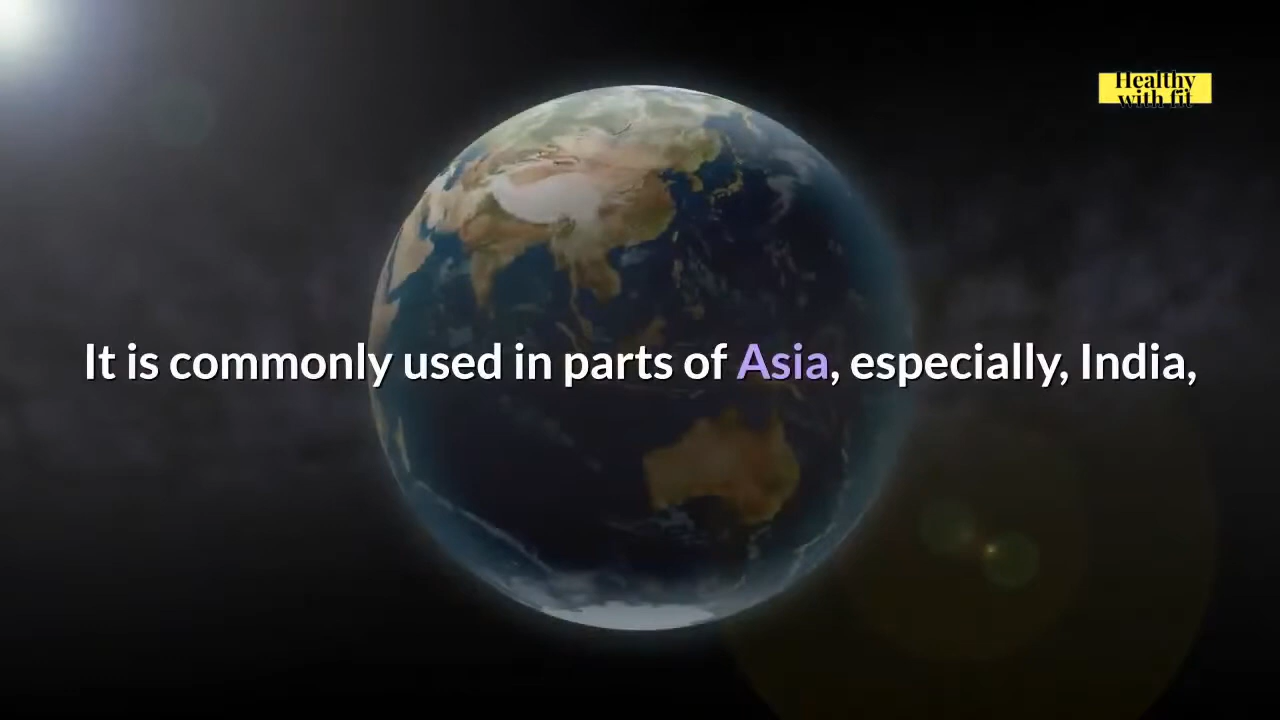 Healthy
with fit
It is commonly used in parts of Asia, especially, India,